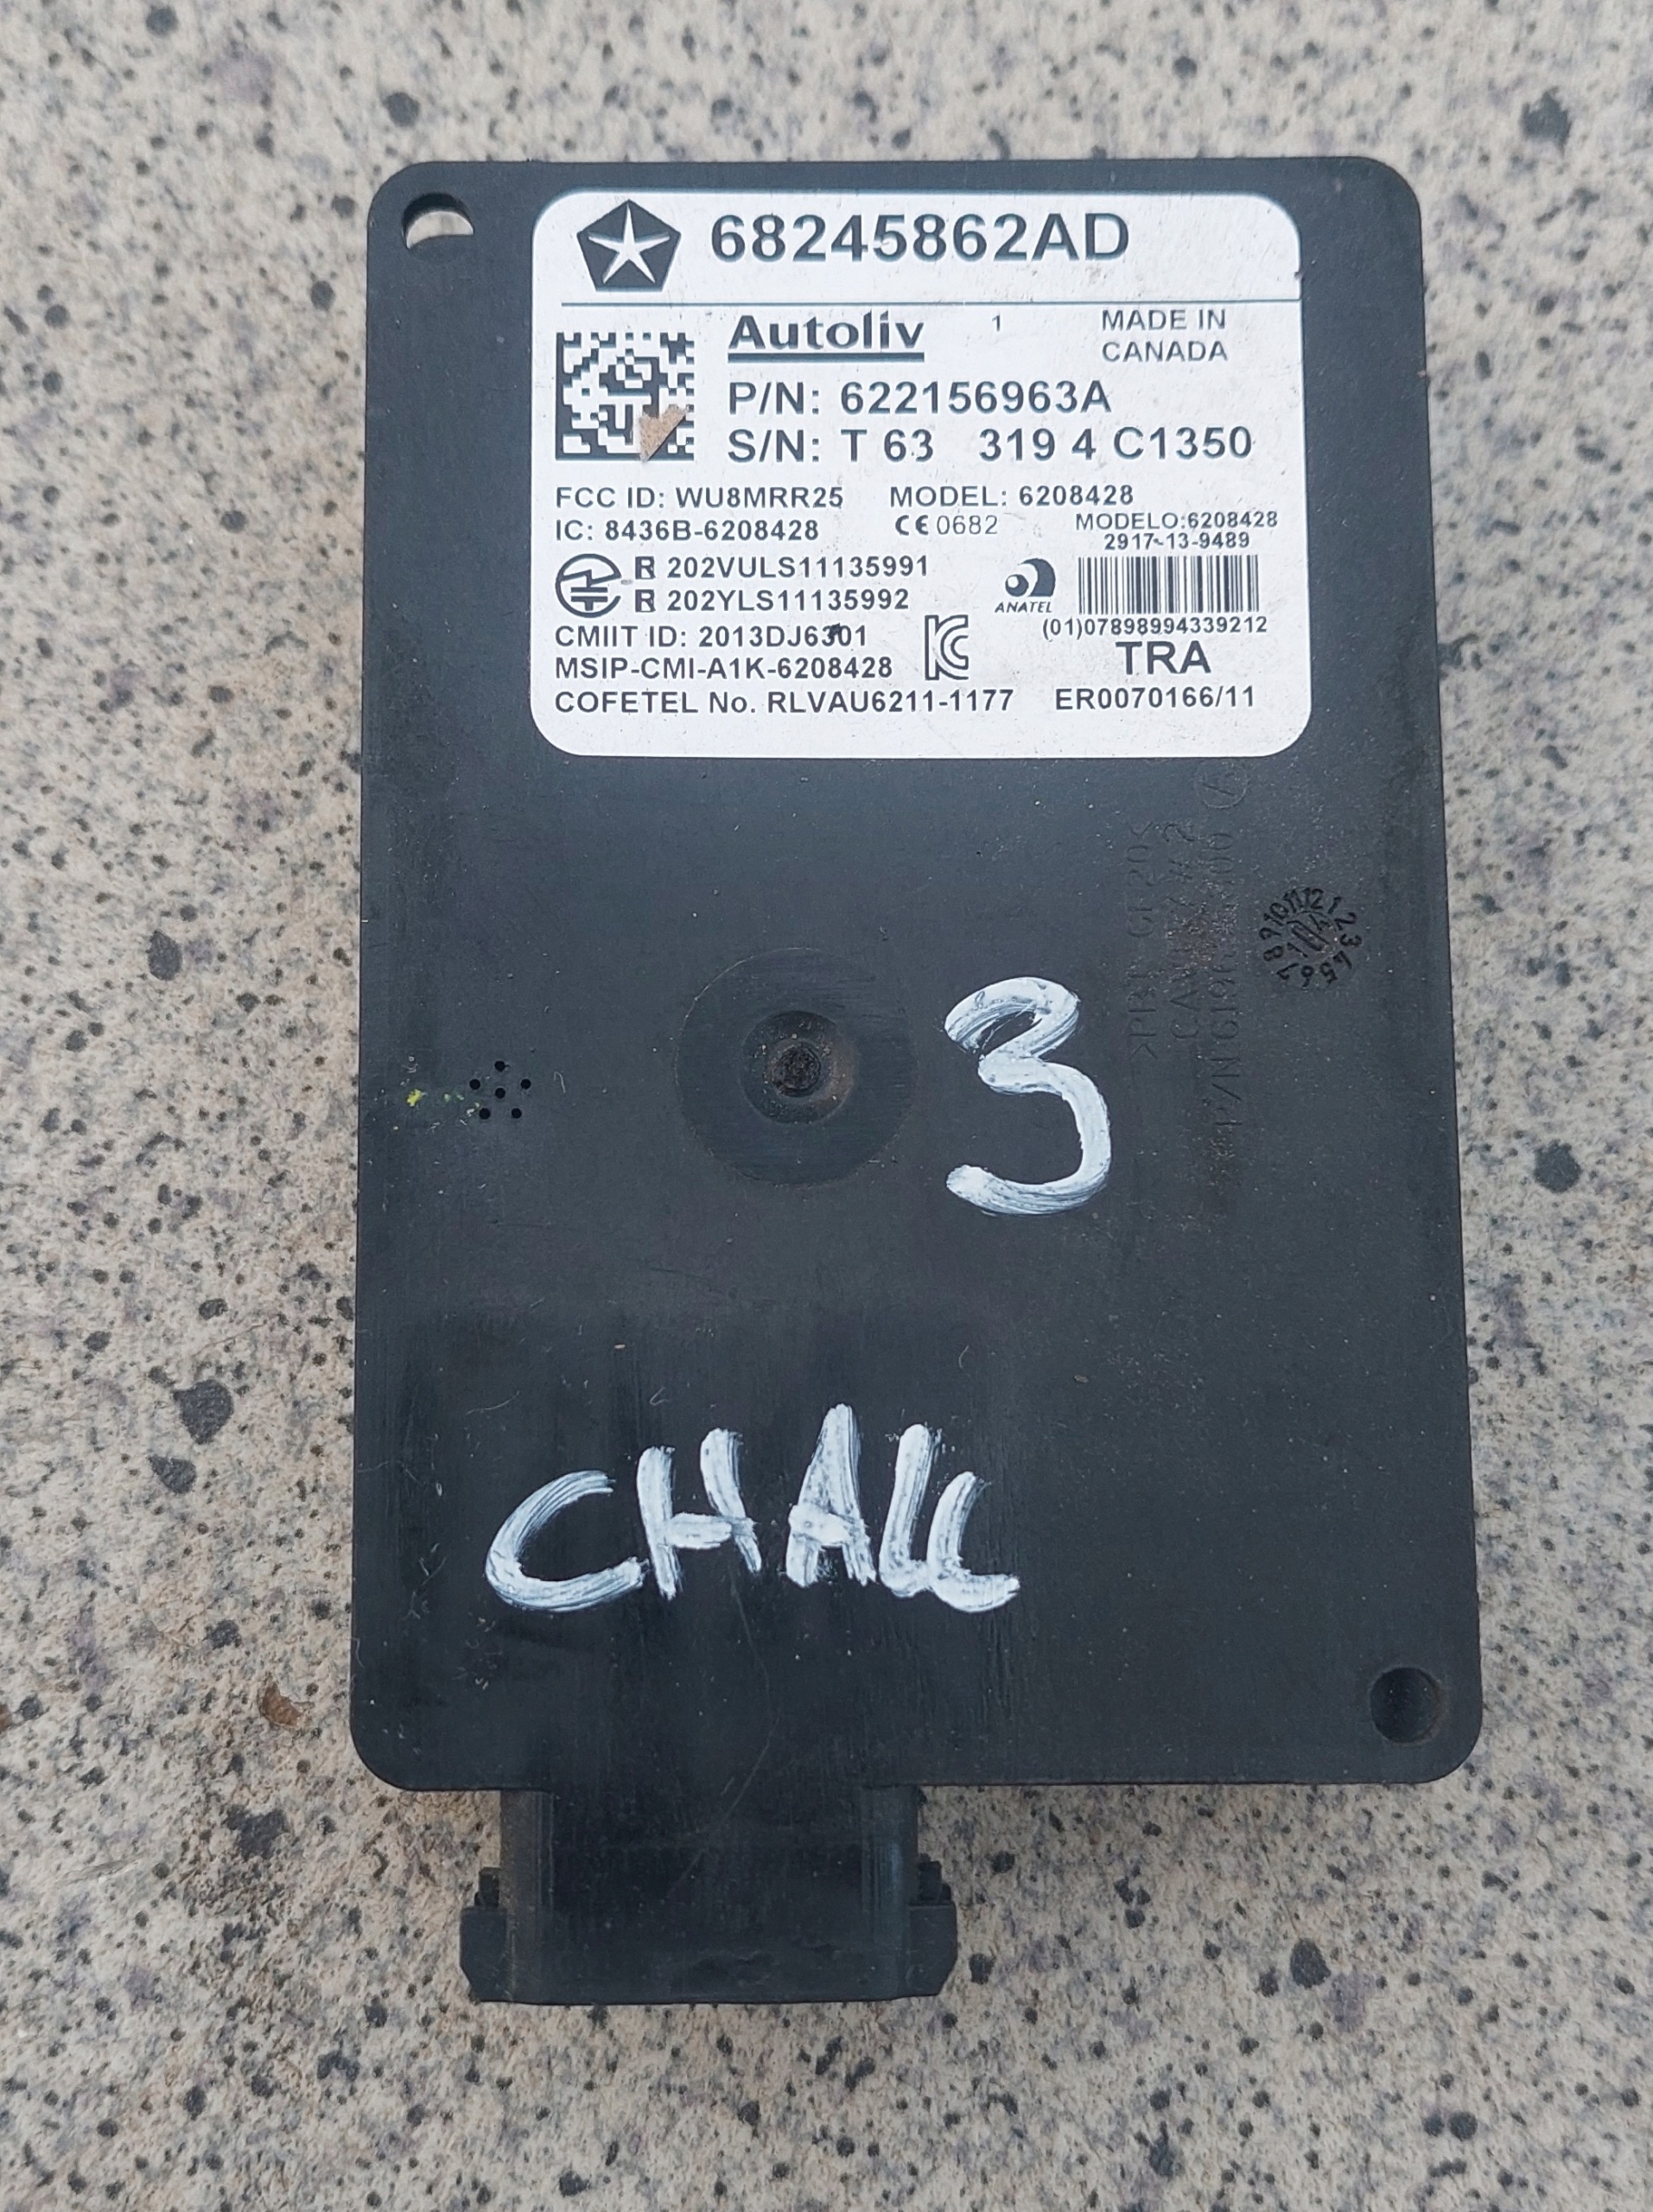 68245862AD
Autoliv 1 MADE IN
CANADA
P/N: 622156963A
S/N: T 63 319 4 C1350
FCC ID: WU8MRR25 MODEL: 6208428
IC: 8436B-6208428 CE 0682 MODELO:6208428
2917-13-9489
R 202VULS11135991
R 202YLS11135992
ANATEL
CMIIT ID: 2013DJ6301
(01)07898994339212
MSIP-CMI-A1K-6208428
TRA
COFETEL No. RLVAU6211-1177 ER0070166/11
3
CHALL